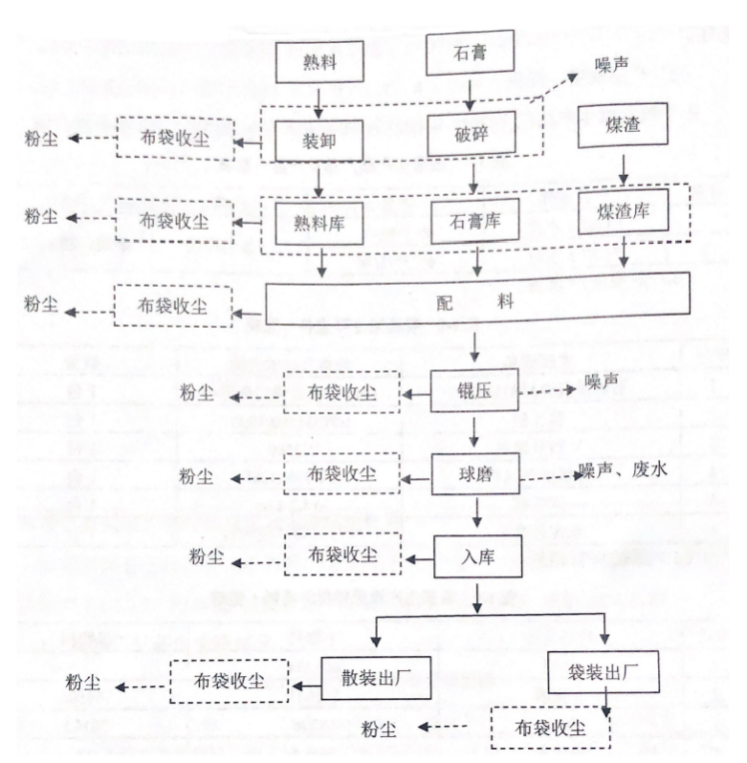 熟料
石膏
噪声
粉尘
布袋收尘
装卸
破碎
煤渣
粉尘
布袋收尘
熟料库
石膏库
煤渣库
粉尘
布袋收尘
配 料
粉尘
布袋收尘
辊压
噪声
粉尘
布袋收尘
球磨
噪声、废水
粉尘
布袋收尘
入库
粉尘
布袋收尘
散装出厂
袋装出厂
粉尘
布袋收尘